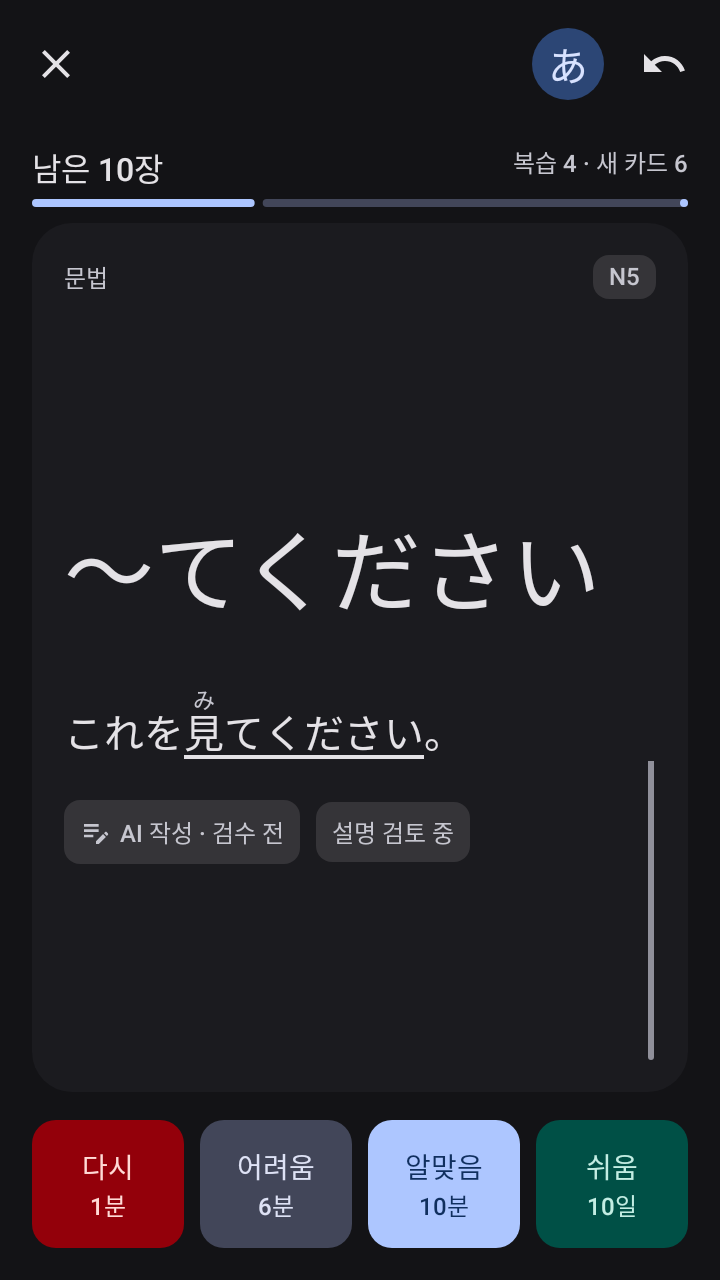 あ
남은 10장
복습 4 · 새 카드 6
문법
N5
〜てください
み
これを見てください。
AI 작성 · 검수 전
설명 검토 중
다시
1분
어려움
6분
알맞음
10분
쉬움
10일